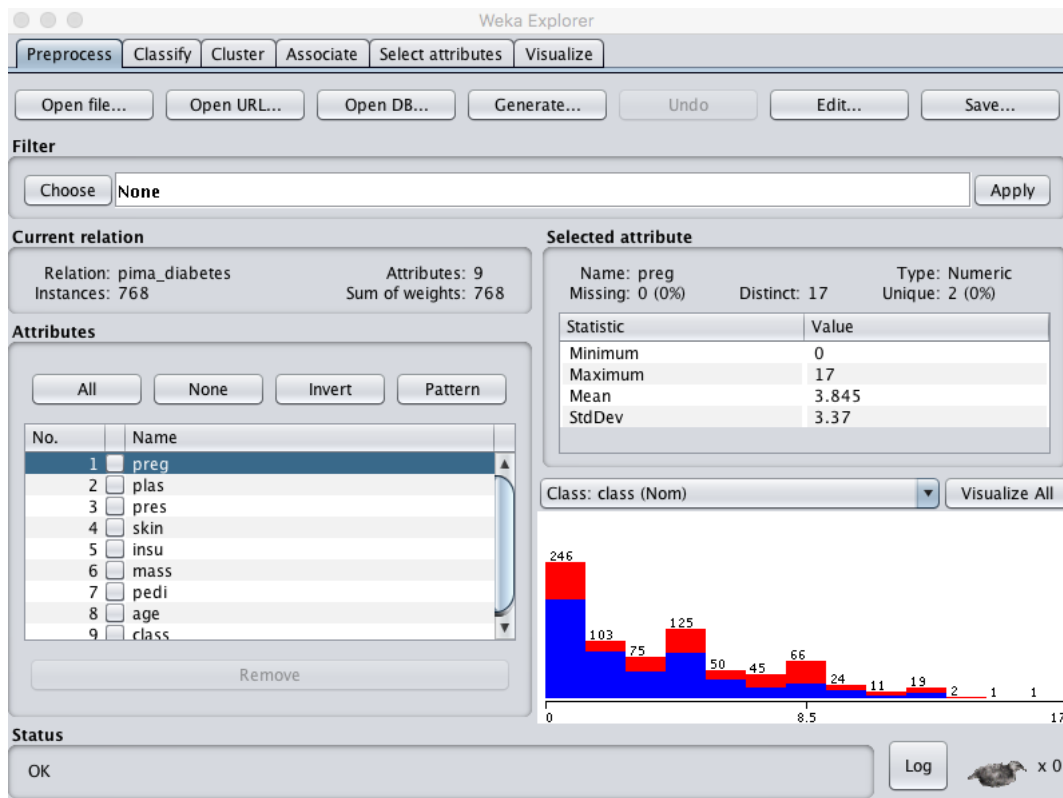 Weka Explorer
Preprocess Classify Cluster Associate Select attributes Visualize
Open file... Open URL... Open DB... Generate... Undo Edit... Save...
Filter
Choose None Apply
Current relation
Relation: pima_diabetes Attributes: 9
Instances: 768 Sum of weights: 768
Attributes
All None Invert Pattern
No. Name
1 preg
2 plas
3 pres
4 skin
5 insu
6 mass
7 pedi
8 age
9 class
Remove
Selected attribute
Name: preg Type: Numeric
Missing: 0 (0%) Distinct: 17 Unique: 2 (0%)
Statistic Value
Minimum 0
Maximum 17
Mean 3.845
StdDev 3.37
Class: class (Nom) Visualize All
246 103 75 125 50 45 66 24 11 19 2 1 1
0 8.5 17
Status
OK Log x 0